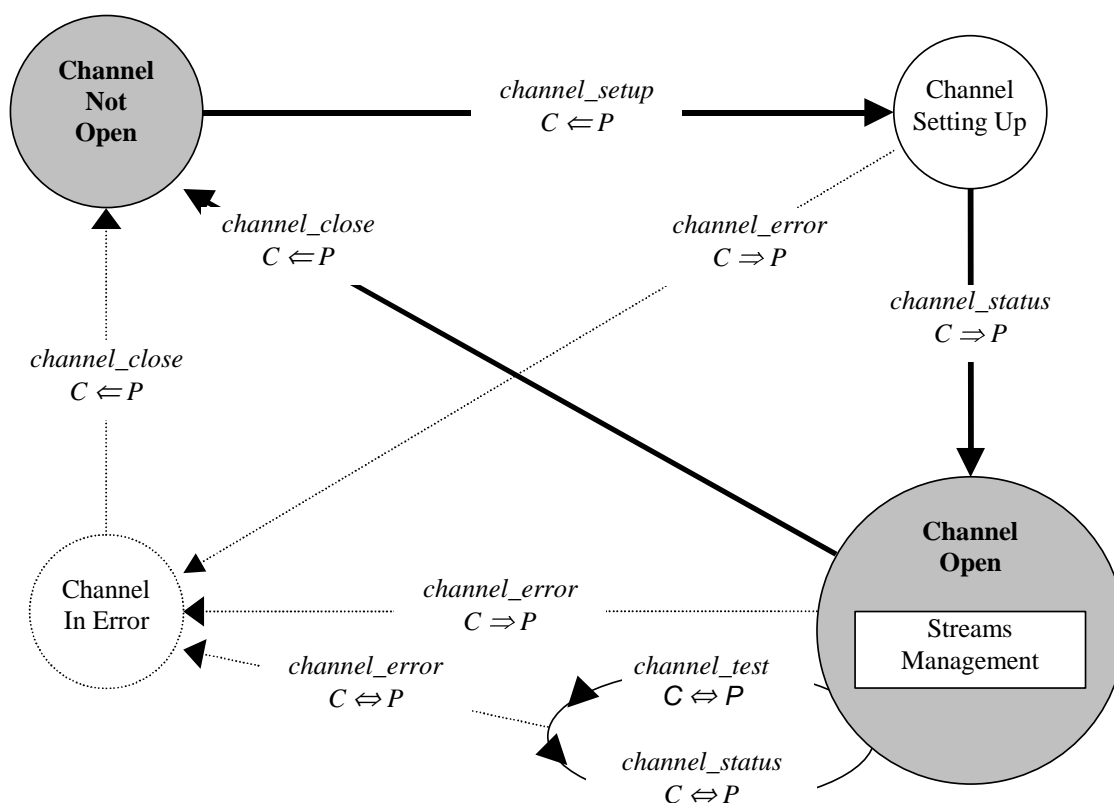 Channel
Not
Open
channel_setup
C ⇐ P
Channel
Setting Up
channel_close
C ⇐ P
channel_error
C ⇒ P
channel_status
C ⇒ P
channel_close
C ⇐ P
Channel
In Error
channel_error
C ⇒ P
Channel
Open
Streams
Management
channel_error
C ⇔ P
channel_test
C ⇔ P
channel_status
C ⇔ P